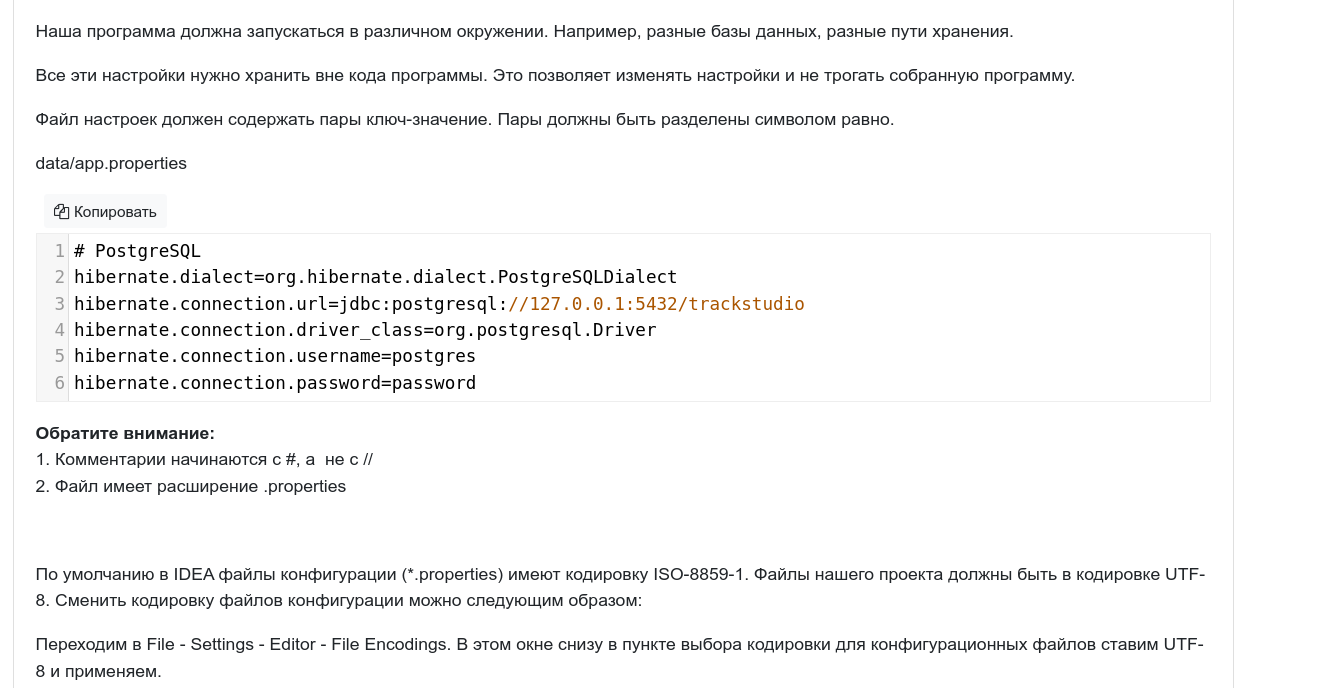 Наша программа должна запускаться в различном окружении. Например, разные базы данных, разные пути хранения.
Все эти настройки нужно хранить вне кода программы. Это позволяет изменять настройки и не трогать собранную программу.
Файл настроек должен содержать пары ключ-значение. Пары должны быть разделены символом равно.
data/app.properties
Копировать
1 # PostgreSQL
2 hibernate.dialect=org.hibernate.dialect.PostgreSQLDialect
3 hibernate.connection.url=jdbc:postgresql://127.0.0.1:5432/trackstudio
4 hibernate.connection.driver_class=org.postgresql.Driver
5 hibernate.connection.username=postgres
6 hibernate.connection.password=password
Обратите внимание:
1. Комментарии начинаются с #, а  не с //
2. Файл имеет расширение .properties
По умолчанию в IDEA файлы конфигурации (*.properties) имеют кодировку ISO-8859-1. Файлы нашего проекта должны быть в кодировке UTF-
8. Сменить кодировку файлов конфигурации можно следующим образом:
Переходим в File - Settings - Editor - File Encodings. В этом окне снизу в пункте выбора кодировки для конфигурационных файлов ставим UTF-
8 и применяем.